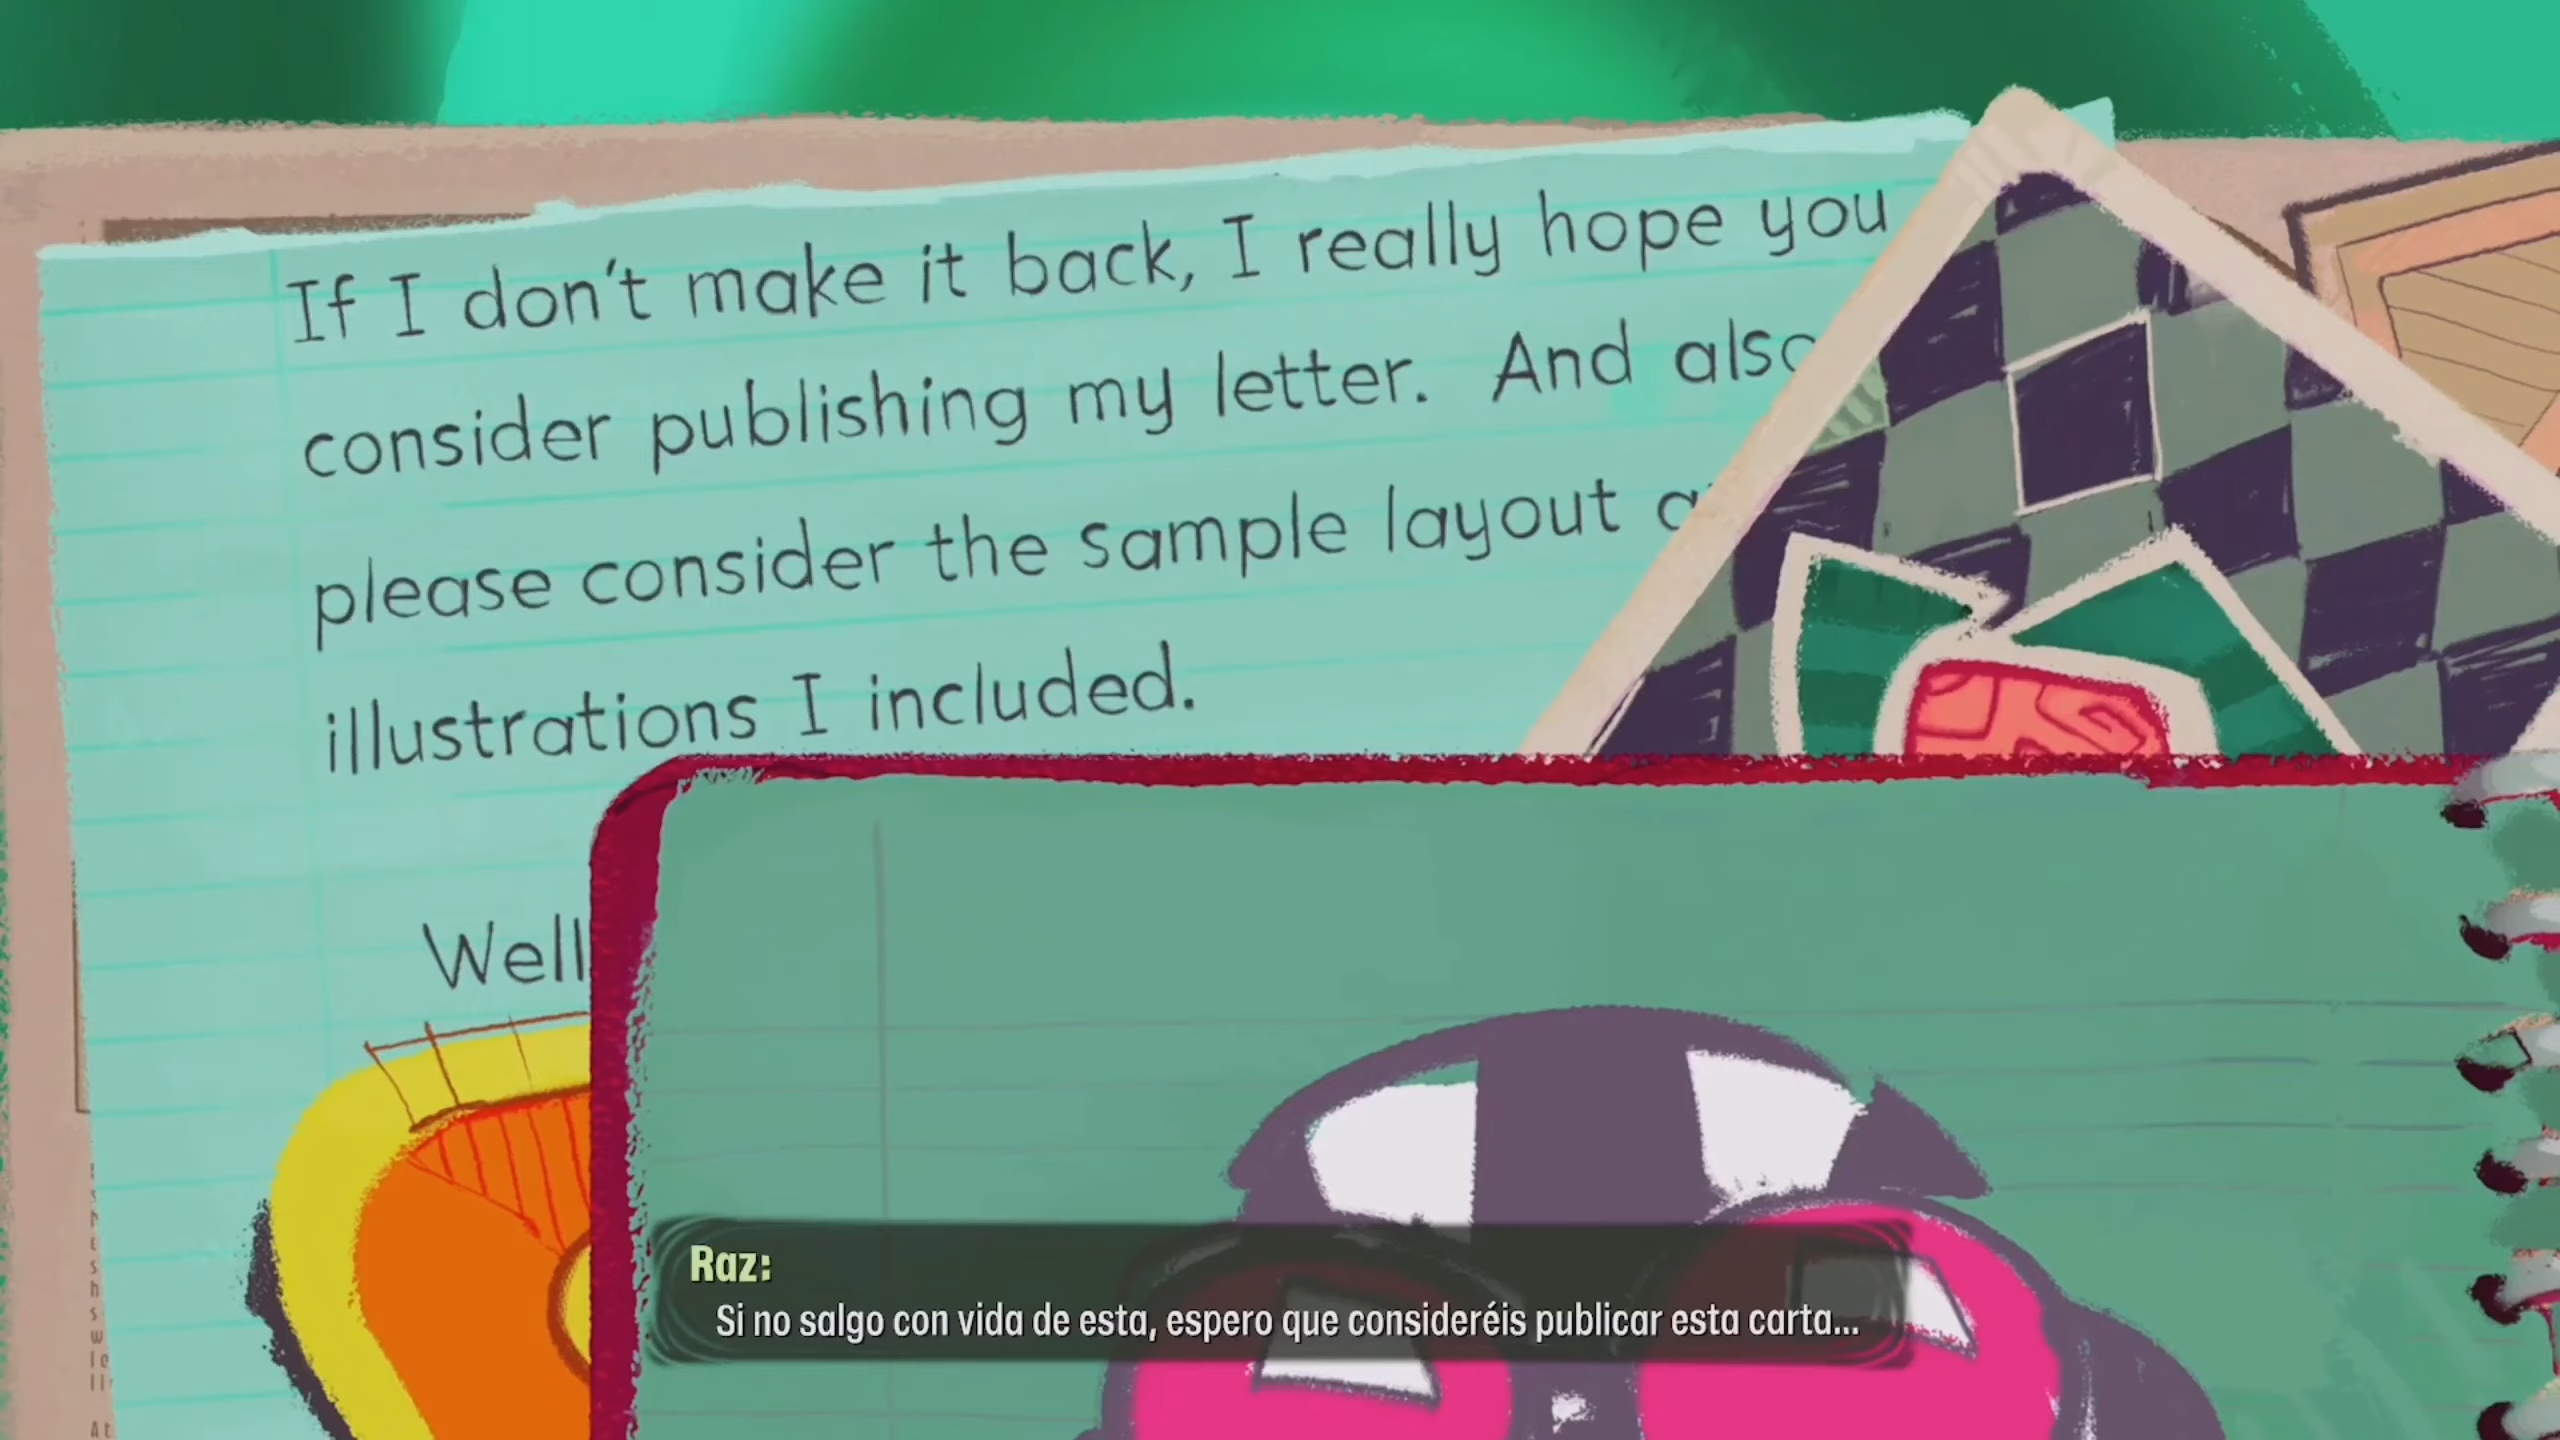 If I don't make it back, I really hope you
consider publishing my letter. And also
please consider the sample layout
illustrations I included.
Well
Raz:
Si no salgo con vida de esta, espero que consideréis publicar esta carta...